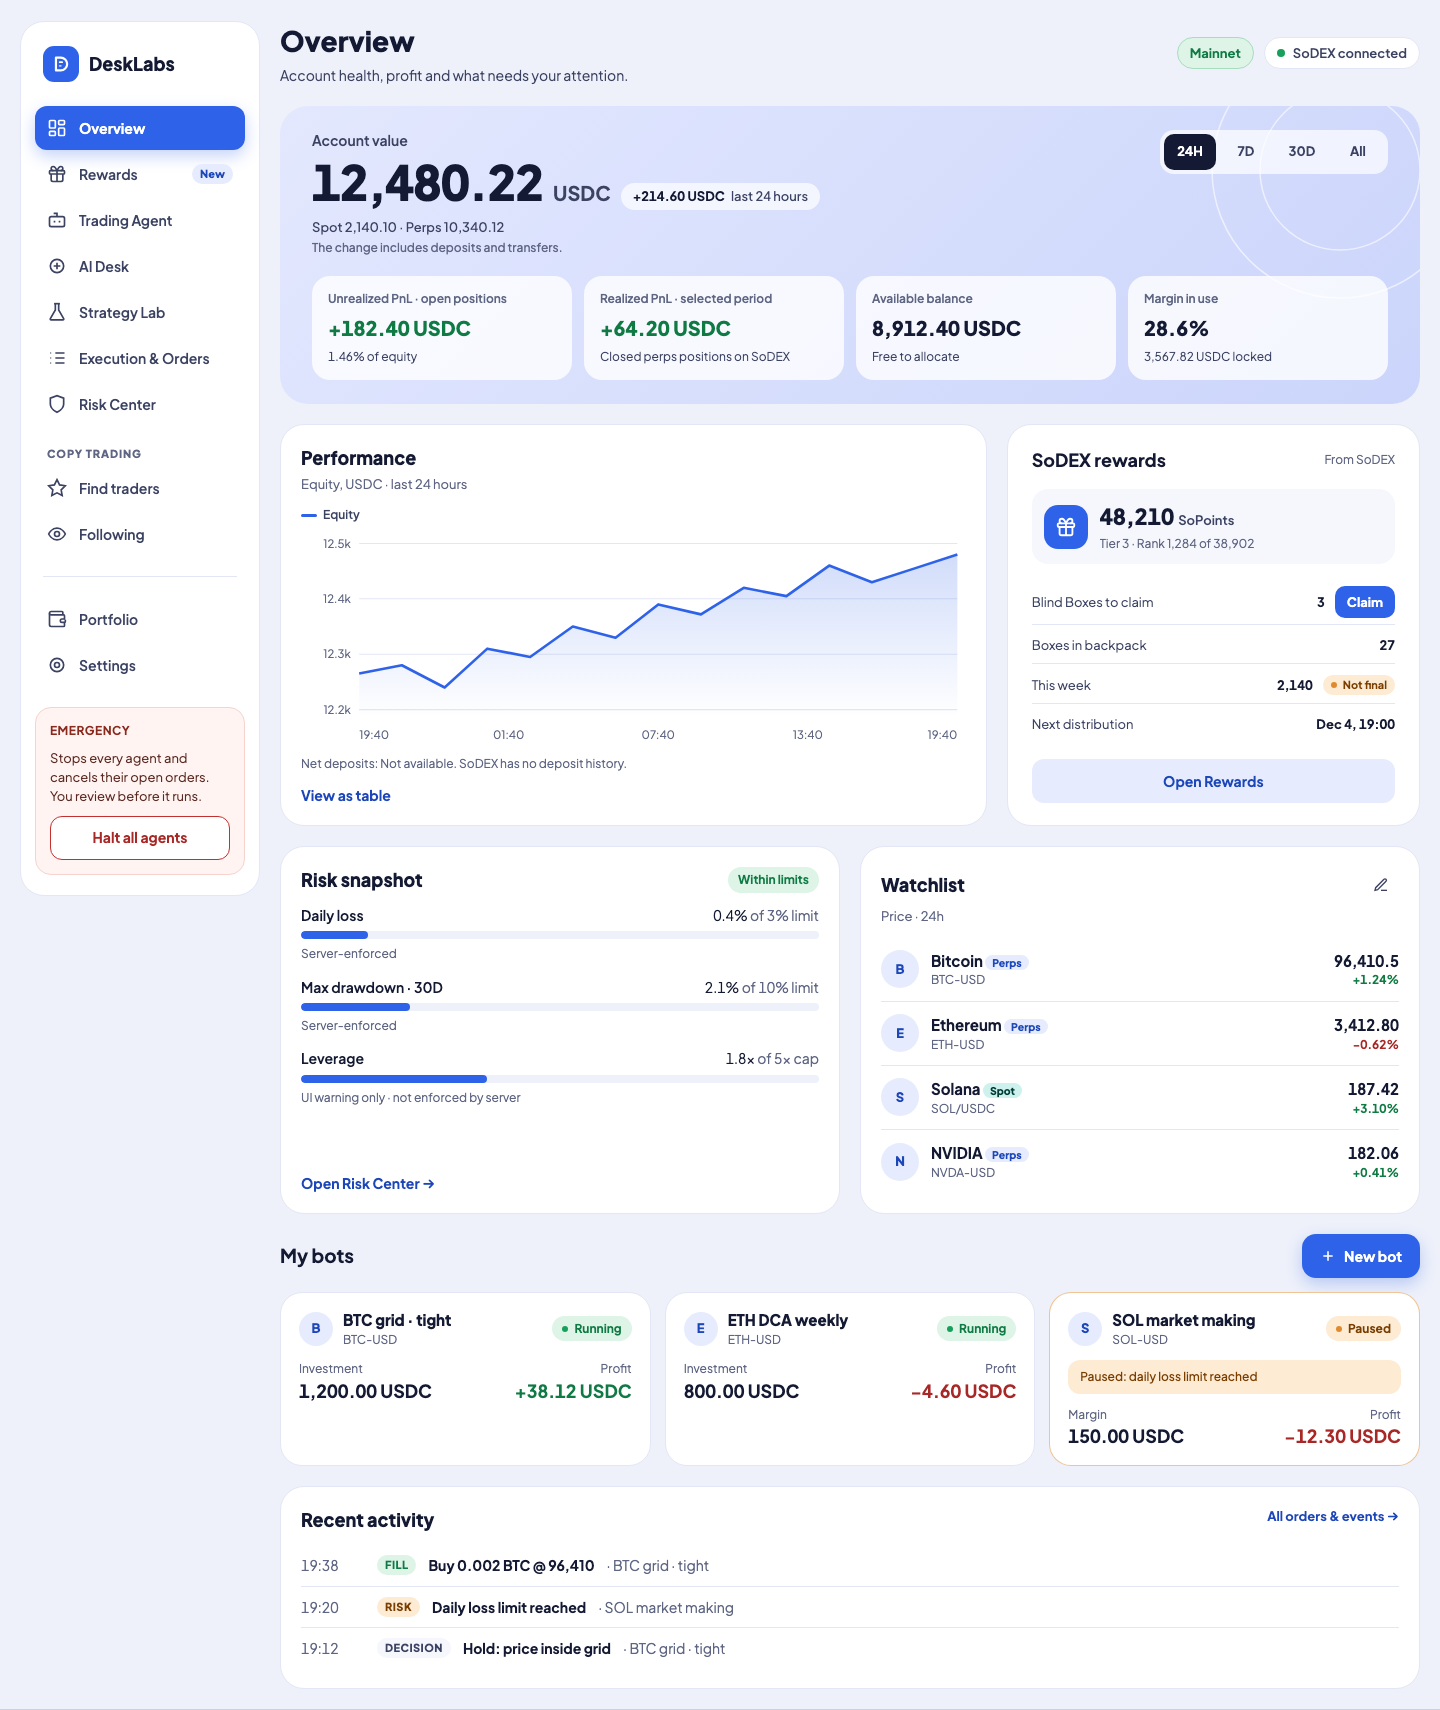 DeskLabs
Overview
Rewards New
Trading Agent
AI Desk
Strategy Lab
Execution & Orders
Risk Center
COPY TRADING
Find traders
Following
Portfolio
Settings
EMERGENCY
Stops every agent and
cancels their open orders.
You review before it runs.
Halt all agents
Overview
Account health, profit and what needs your attention.
Mainnet
SoDEX connected
Account value
12,480.22 USDC +214.60 USDC last 24 hours
Spot 2,140.10 · Perps 10,340.12
The change includes deposits and transfers.
24H 7D 30D All
Unrealized PnL · open positions
+182.40 USDC
1.46% of equity
Realized PnL · selected period
+64.20 USDC
Closed perps positions on SoDEX
Available balance
8,912.40 USDC
Free to allocate
Margin in use
28.6%
3,567.82 USDC locked
Performance
Equity, USDC · last 24 hours
Equity
12.5k
12.4k
12.3k
12.2k
19:40 01:40 07:40 13:40 19:40
Net deposits: Not available. SoDEX has no deposit history.
View as table
SoDEX rewards From SoDEX
48,210 SoPoints
Tier 3 · Rank 1,284 of 38,902
Blind Boxes to claim 3 Claim
Boxes in backpack 27
This week 2,140 Not final
Next distribution Dec 4, 19:00
Open Rewards
Risk snapshot Within limits
Daily loss 0.4% of 3% limit
Server-enforced
Max drawdown · 30D 2.1% of 10% limit
Server-enforced
Leverage 1.8× of 5× cap
UI warning only · not enforced by server
Open Risk Center →
Watchlist
Price · 24h
B Bitcoin Perps 96,410.5
BTC-USD +1.24%
E Ethereum Perps 3,412.80
ETH-USD −0.62%
S Solana Spot 187.42
SOL/USDC +3.10%
N NVIDIA Perps 182.06
NVDA-USD +0.41%
My bots
+ New bot
B BTC grid · tight Running
BTC-USD
Investment Profit
1,200.00 USDC +38.12 USDC
E ETH DCA weekly Running
ETH-USD
Investment Profit
800.00 USDC −4.60 USDC
S SOL market making Paused
SOL-USD
Paused: daily loss limit reached
Margin Profit
150.00 USDC −12.30 USDC
Recent activity All orders & events →
19:38 FILL Buy 0.002 BTC @ 96,410 · BTC grid · tight
19:20 RISK Daily loss limit reached · SOL market making
19:12 DECISION Hold: price inside grid · BTC grid · tight